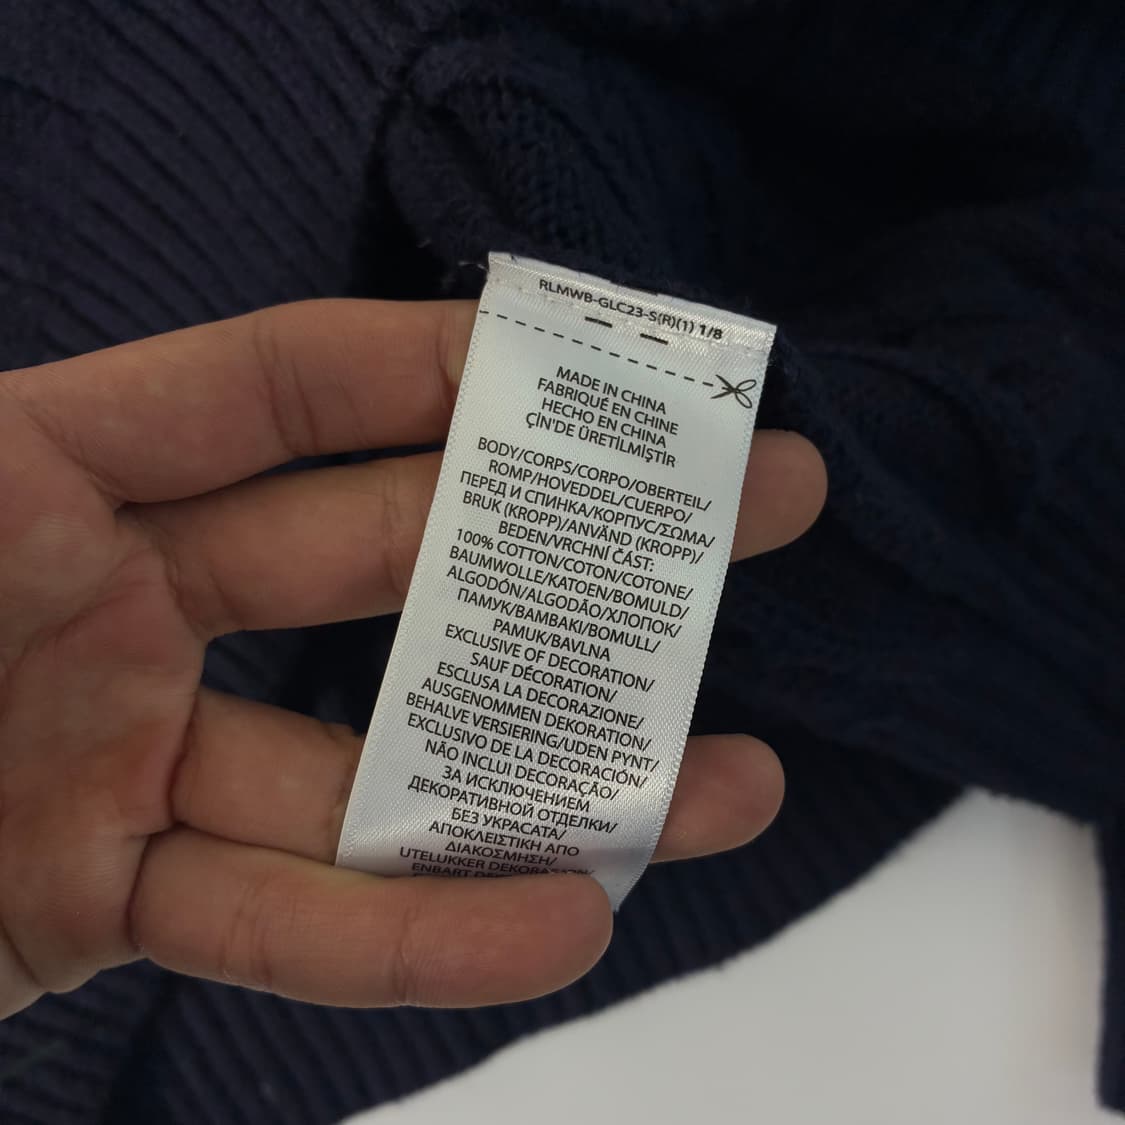 RLMWB-GLC23-S(R)(1) 1/8
MADE IN CHINA
FABRIQUÉ EN CHINE
HECHO EN CHINA
ÇİN'DE ÜRETİLMİŞTİR
BODY/CORPS/CORPO/OBERTEIL/
ROMP/HOVEDDEL/CUERPO/
ПЕРЕД И СПИНКА/КОРПУС/ΣΩΜΑ/
BRUK (KROPP)/ANVÄND (KROPP)/
BEDEN/VRCHNÍ ČÁST:
100% COTTON/COTON/COTONE/
BAUMWOLLE/KATOEN/BOMULD/
ALGODÓN/ALGODÃO/ХЛОПОК/
ПАМУК/BAMBAKI/BOMULL/
PAMUK/BAVLNA
EXCLUSIVE OF DECORATION/
SAUF DÉCORATION/
ESCLUSA LA DECORAZIONE/
AUSGENOMMEN DEKORATION/
BEHALVE VERSIERING/UDEN PYNT/
EXCLUSIVO DE LA DECORACIÓN/
NÃO INCLUI DECORAÇÃO/
ЗА ИСКЛЮЧЕНИЕМ
ДЕКОРАТИВНОЙ ОТДЕЛКИ/
БЕЗ УКРАСАТА/
ΑΠΟΚΛΕΙΣΤΙΚΗ ΑΠΟ
ΔΙΑΚΟΣΜΗΣΗ/
UTELUKKER DEKORASJON/
ENBART